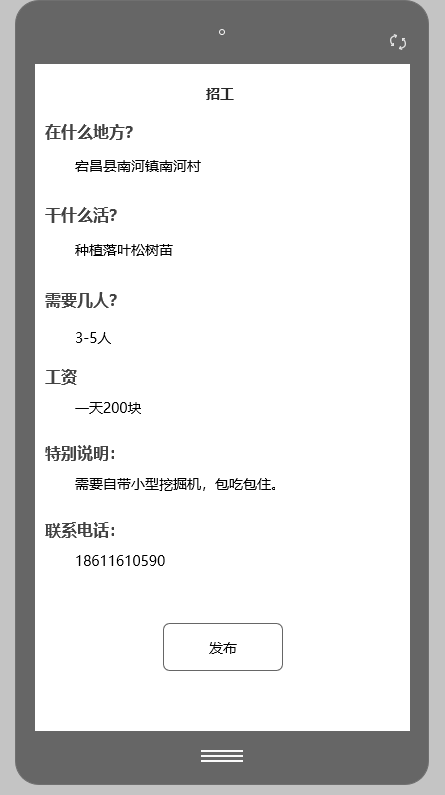 招工
在什么地方？
宕昌县南河镇南河村
干什么活？
种植落叶松树苗
需要几人？
3-5人
工资
一天200块
特别说明：
需要自带小型挖掘机，包吃包住。
联系电话：
18611610590
发布